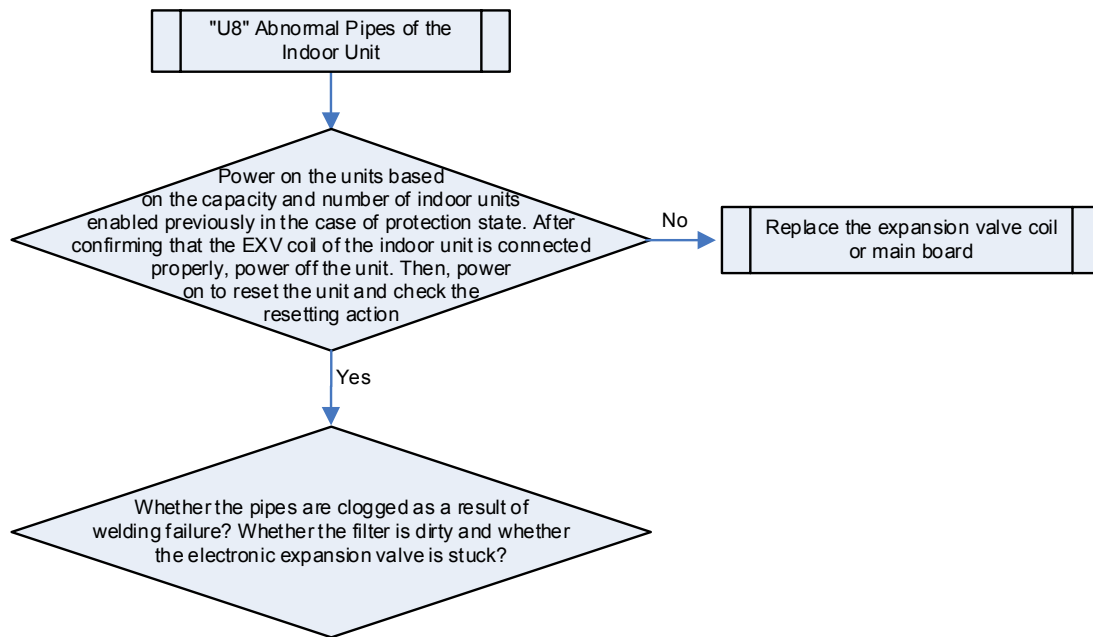 "U8" Abnormal Pipes of the
Indoor Unit
Power on the units based
on the capacity and number of indoor units
enabled previously in the case of protection state. After
confirming that the EXV coil of the indoor unit is connected
properly, power off the unit. Then, power
on to reset the unit and check the
resetting action
No
Replace the expansion valve coil
or main board
Yes
Whether the pipes are clogged as a result of
welding failure? Whether the filter is dirty and whether
the electronic expansion valve is stuck?